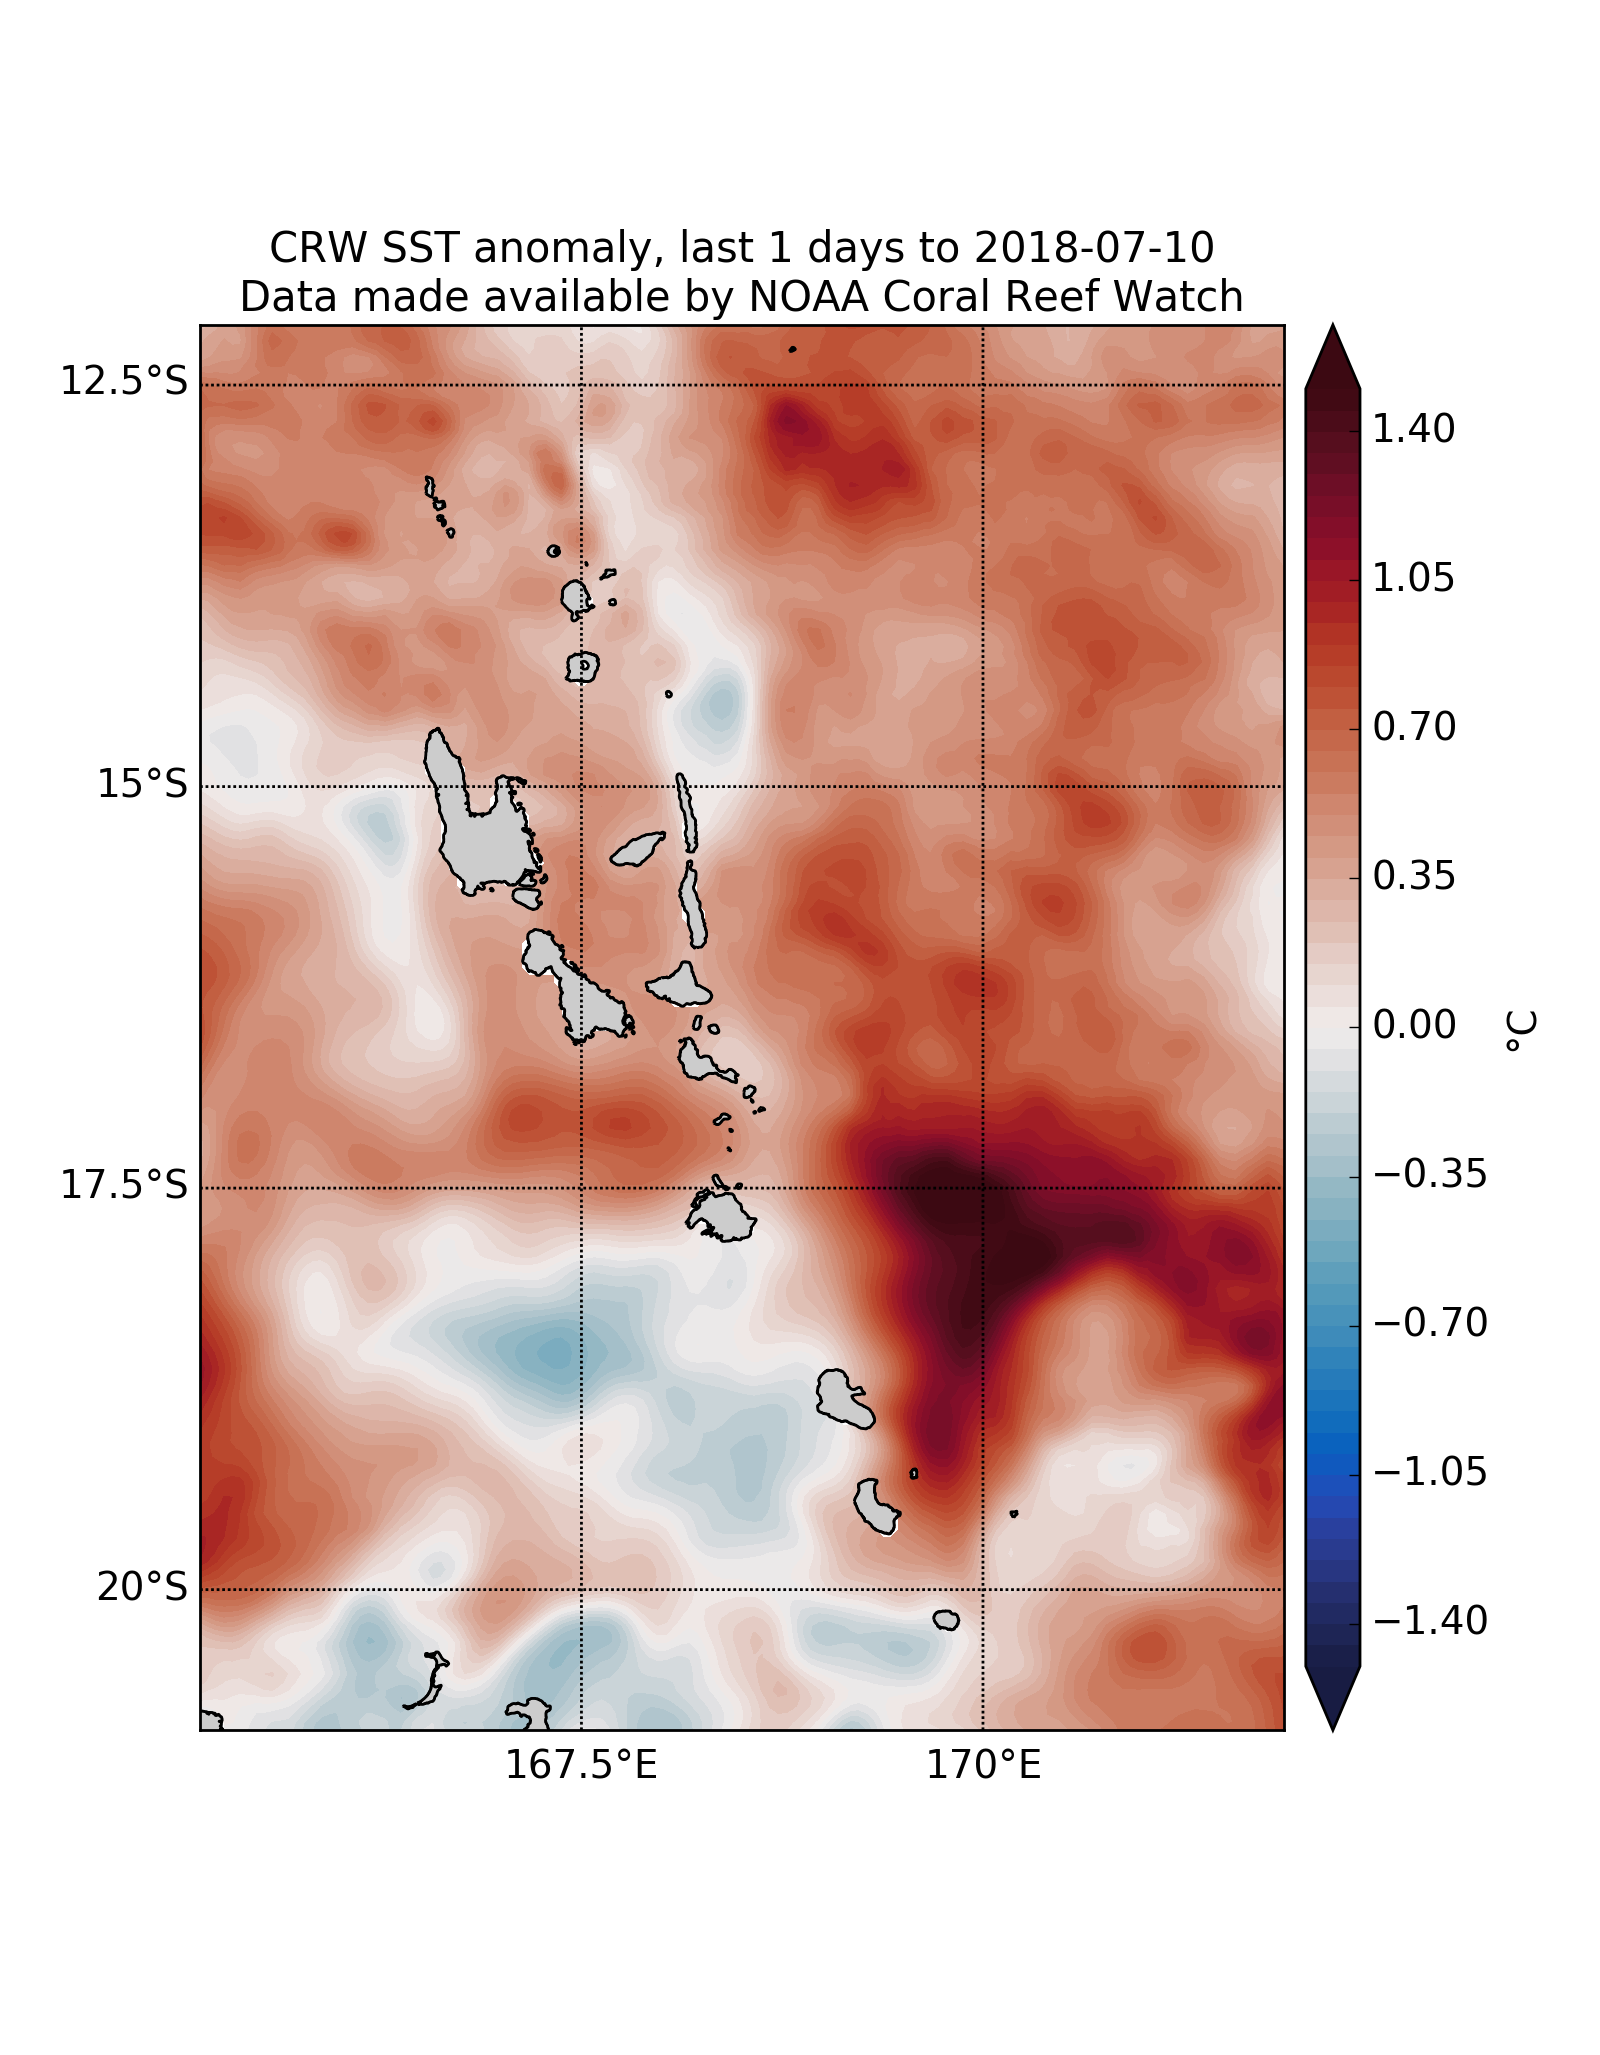 CRW SST anomaly, last 1 days to 2018-07-10
Data made available by NOAA Coral Reef Watch
12.5°S
15°S
17.5°S
20°S
167.5°E
170°E
1.40
1.05
0.70
0.35
0.00
−0.35
−0.70
−1.05
−1.40
°C